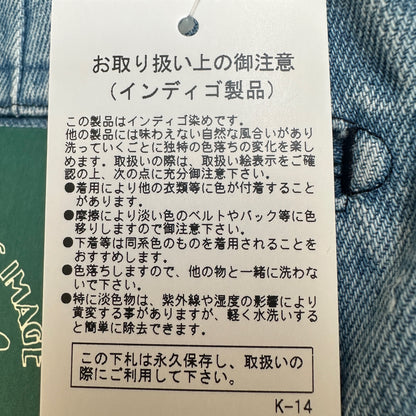 お取り扱い上の御注意
（インディゴ製品）
この製品はインディゴ染めです。
他の製品には味わえない自然な風合いがあり
洗っていくごとに独特の色落ちの変化を楽し
めます。取扱いの際は、取扱い絵表示をご確
認の上、次の点に充分御注意下さい。
●着用により他の衣類等に色が付着すること
があります。
●摩擦により淡い色のベルトやバック等に色
移りしますので御注意下さい。
●下着等は同系色のものを着用されることを
おすすめします。
●色落ちしますので、他の物と一緒に洗わな
いで下さい。
●特に淡色物は、紫外線や湿度の影響により
黄変する事がありますが、軽く水洗いする
と簡単に除去できます。
この下札は永久保存し、取扱いの
際にご利用して下さい。
K-14
IMAGE